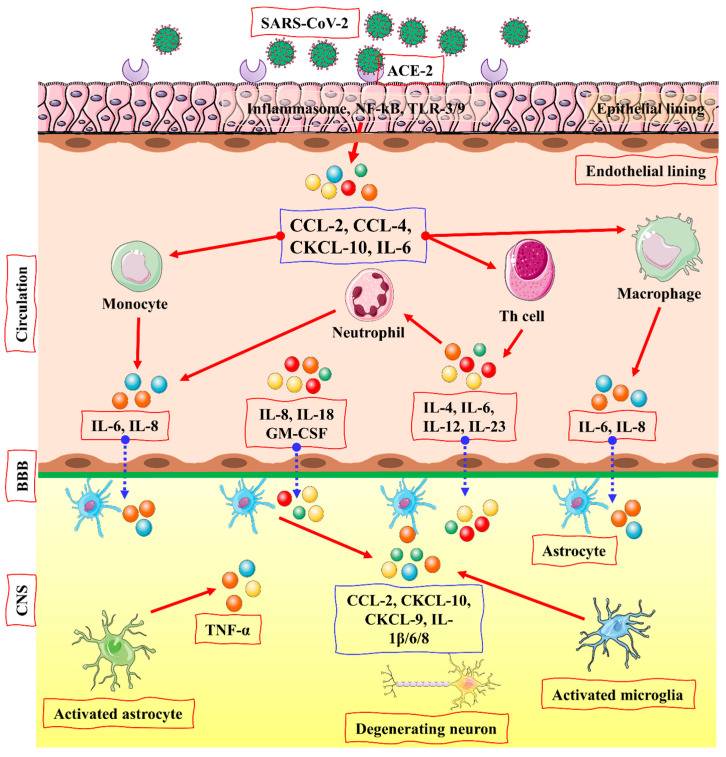 SARS-CoV-2
ACE-2
Inflammasome, NF-kB, TLR-3/9
Epithelial lining
Endothelial lining
CCL-2, CCL-4,
CKCL-10, IL-6
Circulation
Monocyte
Neutrophil
Th cell
Macrophage
IL-6, IL-8
IL-8, IL-18
GM-CSF
IL-4, IL-6,
IL-12, IL-23
IL-6, IL-8
BBB
Astrocyte
CNS
TNF-α
CCL-2, CKCL-10,
CKCL-9, IL-
1β/6/8
Activated astrocyte
Degenerating neuron
Activated microglia